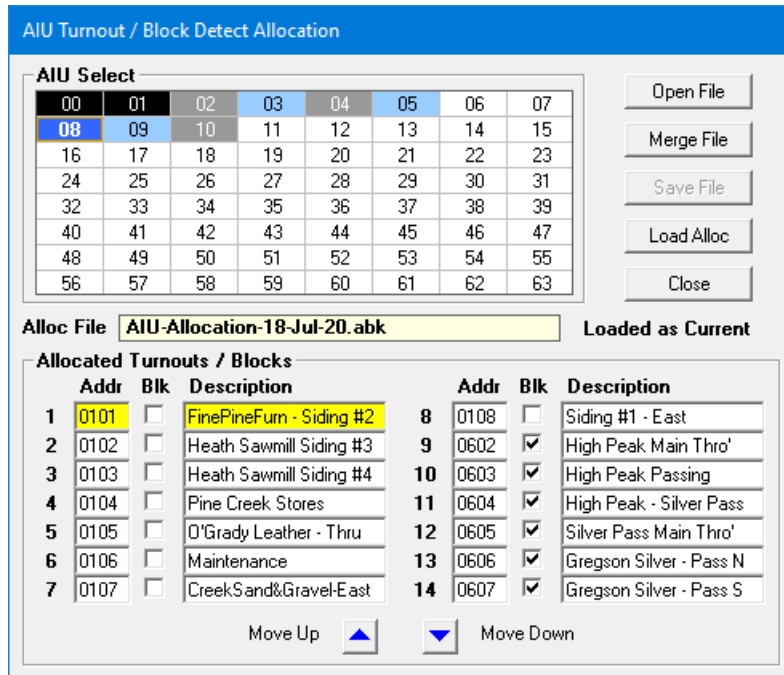 AIU Turnout / Block Detect Allocation
AIU Select
00 01 02 03 04 05 06 07
08 09 10 11 12 13 14 15
16 17 18 19 20 21 22 23
24 25 26 27 28 29 30 31
32 33 34 35 36 37 38 39
40 41 42 43 44 45 46 47
48 49 50 51 52 53 54 55
56 57 58 59 60 61 62 63
Open File
Merge File
Save File
Load Alloc
Close
Alloc File AIU-Allocation-18-Jul-20.abk Loaded as Current
Allocated Turnouts / Blocks
Addr Blk Description Addr Blk Description
1 0101 FinePineFurn - Siding #2 8 0108 Siding #1 - East
2 0102 Heath Sawmill Siding #3 9 0602 High Peak Main Thro'
3 0103 Heath Sawmill Siding #4 10 0603 High Peak Passing
4 0104 Pine Creek Stores 11 0604 High Peak - Silver Pass
5 0105 O'Grady Leather - Thru 12 0605 Silver Pass Main Thro'
6 0106 Maintenance 13 0606 Gregson Silver - Pass N
7 0107 CreekSand&Gravel-East 14 0607 Gregson Silver - Pass S
Move Up Move Down